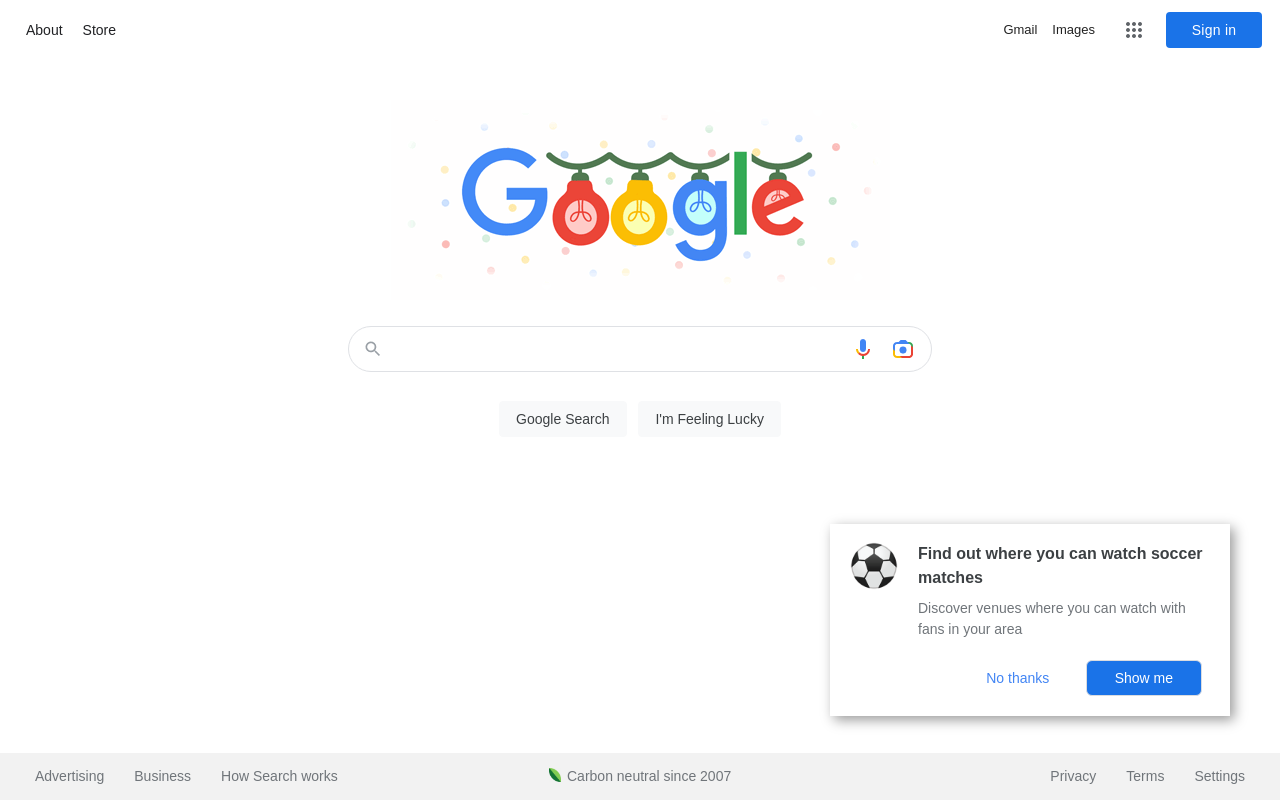 About
Store
Gmail
Images
Sign in
Google
Google Search
I'm Feeling Lucky
Find out where you can watch soccer
matches
Discover venues where you can watch with
fans in your area
No thanks
Show me
Advertising
Business
How Search works
Carbon neutral since 2007
Privacy
Terms
Settings